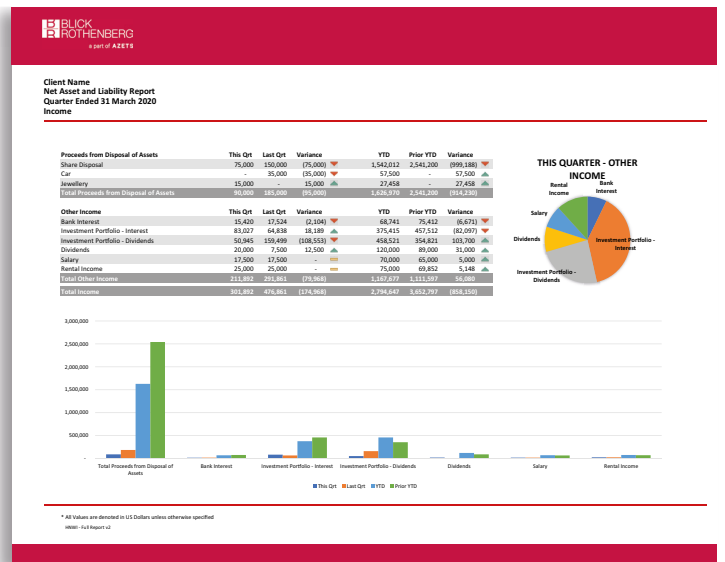 BLICK
ROTHENBERG
a part of AZETS
Client Name
Net Asset and Liability Report
Quarter Ended 31 March 2020
Income
Proceeds from Disposal of Assets This Qrt Last Qrt Variance YTD Prior YTD Variance
Share Disposal 75,000 150,000 (75,000) 1,542,012 2,541,200 (999,188)
Car - 35,000 (35,000) 57,500 - 57,500
Jewellery 15,000 - 15,000 27,458 - 27,458
Total Proceeds from Disposal of Assets 90,000 185,000 (95,000) 1,626,970 2,541,200 (914,230)
Other Income This Qrt Last Qrt Variance YTD Prior YTD Variance
Bank Interest 15,420 17,524 (2,104) 68,741 75,412 (6,671)
Investment Portfolio - Interest 83,027 64,838 18,189 375,415 457,512 (82,097)
Investment Portfolio - Dividends 50,945 159,499 (108,553) 458,521 354,821 103,700
Dividends 20,000 7,500 12,500 120,000 89,000 31,000
Salary 17,500 17,500 - 70,000 65,000 5,000
Rental Income 25,000 25,000 - 75,000 69,852 5,148
Total Other Income 211,892 291,861 (79,968) 1,167,677 1,111,597 56,080
Total Income 301,892 476,861 (174,968) 2,794,647 3,652,797 (858,150)
THIS QUARTER - OTHER
INCOME
Rental
Income
Bank
Interest
Salary
Dividends
Investment Portfolio -
Interest
Investment Portfolio -
Dividends
3,000,000
2,500,000
2,000,000
1,500,000
1,000,000
500,000
-
Total Proceeds from Disposal of
Assets
Bank Interest
Investment Portfolio - Interest
Investment Portfolio - Dividends
Dividends
Salary
Rental Income
This Qrt Last Qrt YTD Prior YTD
* All Values are denoted in US Dollars unless otherwise specified
HNWI - Full Report v2